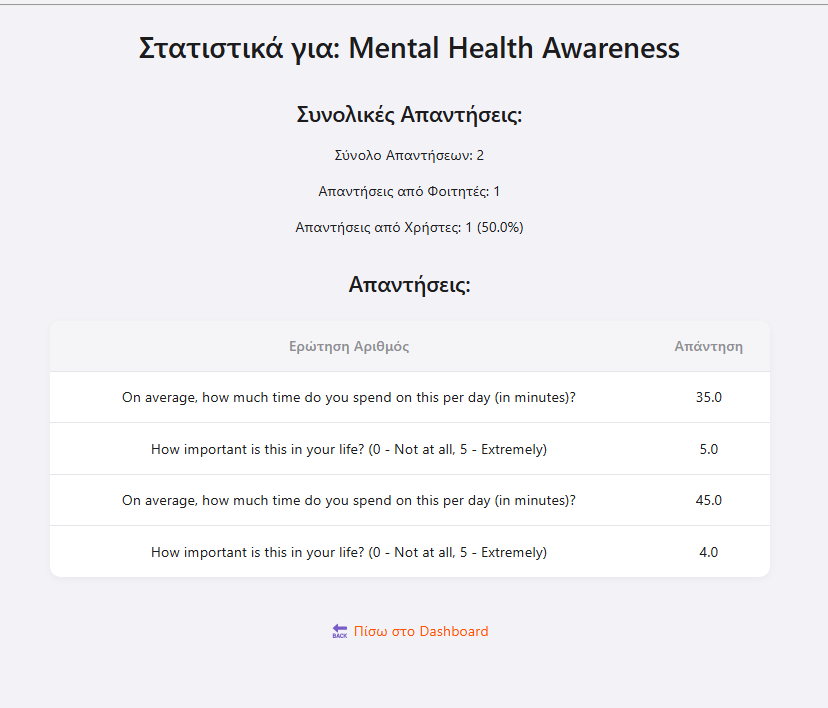 Στατιστικά για: Mental Health Awareness
Συνολικές Απαντήσεις:
Σύνολο Απαντήσεων: 2
Απαντήσεις από Φοιτητές: 1
Απαντήσεις από Χρήστες: 1 (50.0%)
Απαντήσεις:
Ερώτηση Αριθμός Απάντηση
On average, how much time do you spend on this per day (in minutes)? 35.0
How important is this in your life? (0 - Not at all, 5 - Extremely) 5.0
On average, how much time do you spend on this per day (in minutes)? 45.0
How important is this in your life? (0 - Not at all, 5 - Extremely) 4.0
BACK Πίσω στο Dashboard